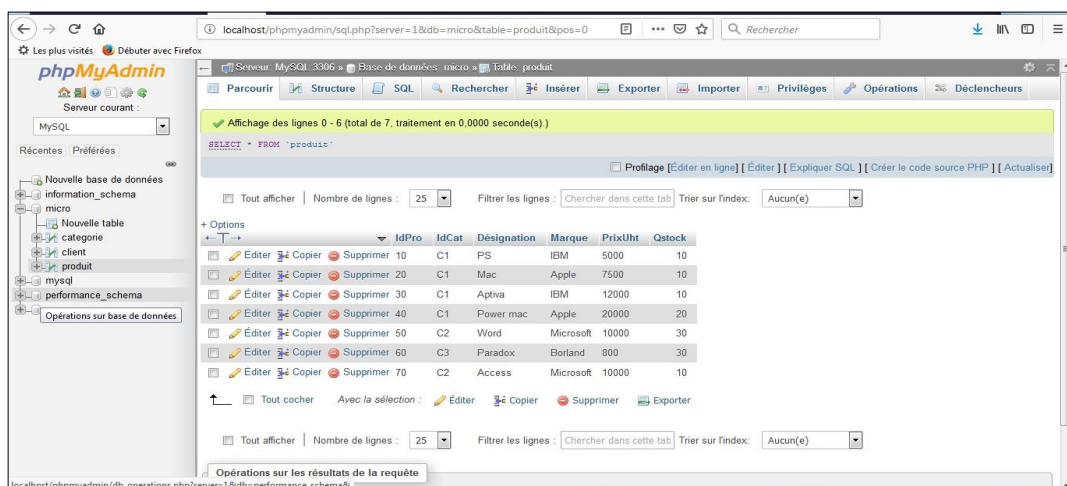 localhost/phpmyadmin/sql.php?server=1&db=micro&table=produit&pos=0
Rechercher
Les plus visités Débuter avec Firefox
phpMyAdmin
Serveur courant :
MySQL
Récentes Préférées
Nouvelle base de données
information_schema
micro
Nouvelle table
categorie
client
produit
mysql
performance_schema
Opérations sur base de données
Serveur: MySQL:3306 » Base de données: micro » Table: produit
Parcourir Structure SQL Rechercher Insérer Exporter Importer Privilèges Opérations Déclencheurs
Affichage des lignes 0 - 6 (total de 7, traitement en 0,0000 seconde(s).)
SELECT * FROM `produit`
Profilage [Éditer en ligne] [ Éditer ] [ Expliquer SQL ] [ Créer le code source PHP ] [ Actualiser]
Tout afficher | Nombre de lignes : 25 Filtrer les lignes : Chercher dans cette tab Trier sur l'index: Aucun(e)
+ Options
←T→ IdPro IdCat Désignation Marque PrixUht Qstock
Éditer Copier Supprimer 10 C1 PS IBM 5000 10
Éditer Copier Supprimer 20 C1 Mac Apple 7500 10
Éditer Copier Supprimer 30 C1 Aptiva IBM 12000 10
Éditer Copier Supprimer 40 C1 Power mac Apple 20000 20
Éditer Copier Supprimer 50 C2 Word Microsoft 10000 30
Éditer Copier Supprimer 60 C3 Paradox Borland 800 30
Éditer Copier Supprimer 70 C2 Access Microsoft 10000 10
Tout cocher Avec la sélection : Éditer Copier Supprimer Exporter
Tout afficher | Nombre de lignes : 25 Filtrer les lignes : Chercher dans cette tab Trier sur l'index: Aucun(e)
Opérations sur les résultats de la requête
localhost/phpmyadmin/db_operations.php?server=1&db=performance_schema&